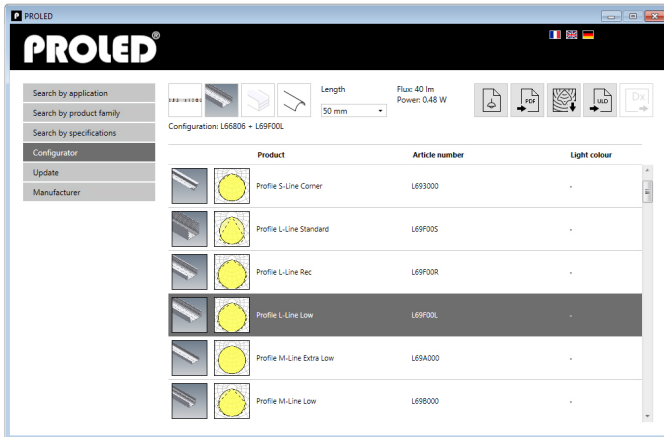 PROLED
PROLED®
Search by application
Search by product family
Search by specifications
Configurator
Update
Manufacturer
Length
50 mm
Flux: 40 lm
Power: 0.48 W
PDF
ULD
Dx
Configuration: L66806 + L69F00L
Product Article number Light colour
Profile S-Line Corner L693000 -
Profile L-Line Standard L69F00S -
Profile L-Line Rec L69F00R -
Profile L-Line Low L69F00L -
Profile M-Line Extra Low L69A000 -
Profile M-Line Low L69B000 -